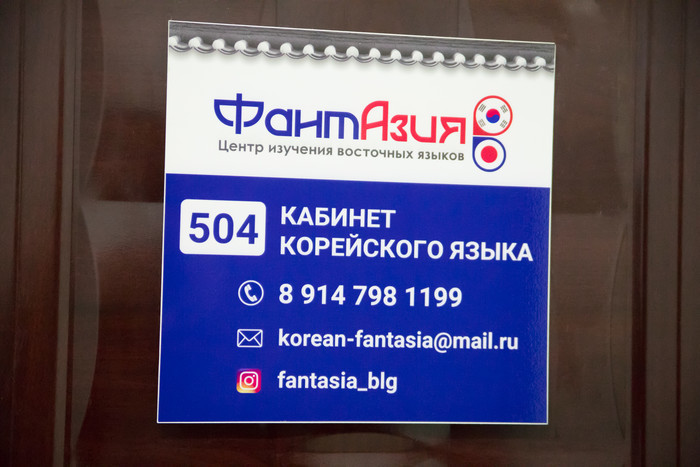 ФантАзия
Центр изучения восточных языков
504
КАБИНЕТ
КОРЕЙСКОГО ЯЗЫКА
8 914 798 1199
korean-fantasia@mail.ru
fantasia_blg